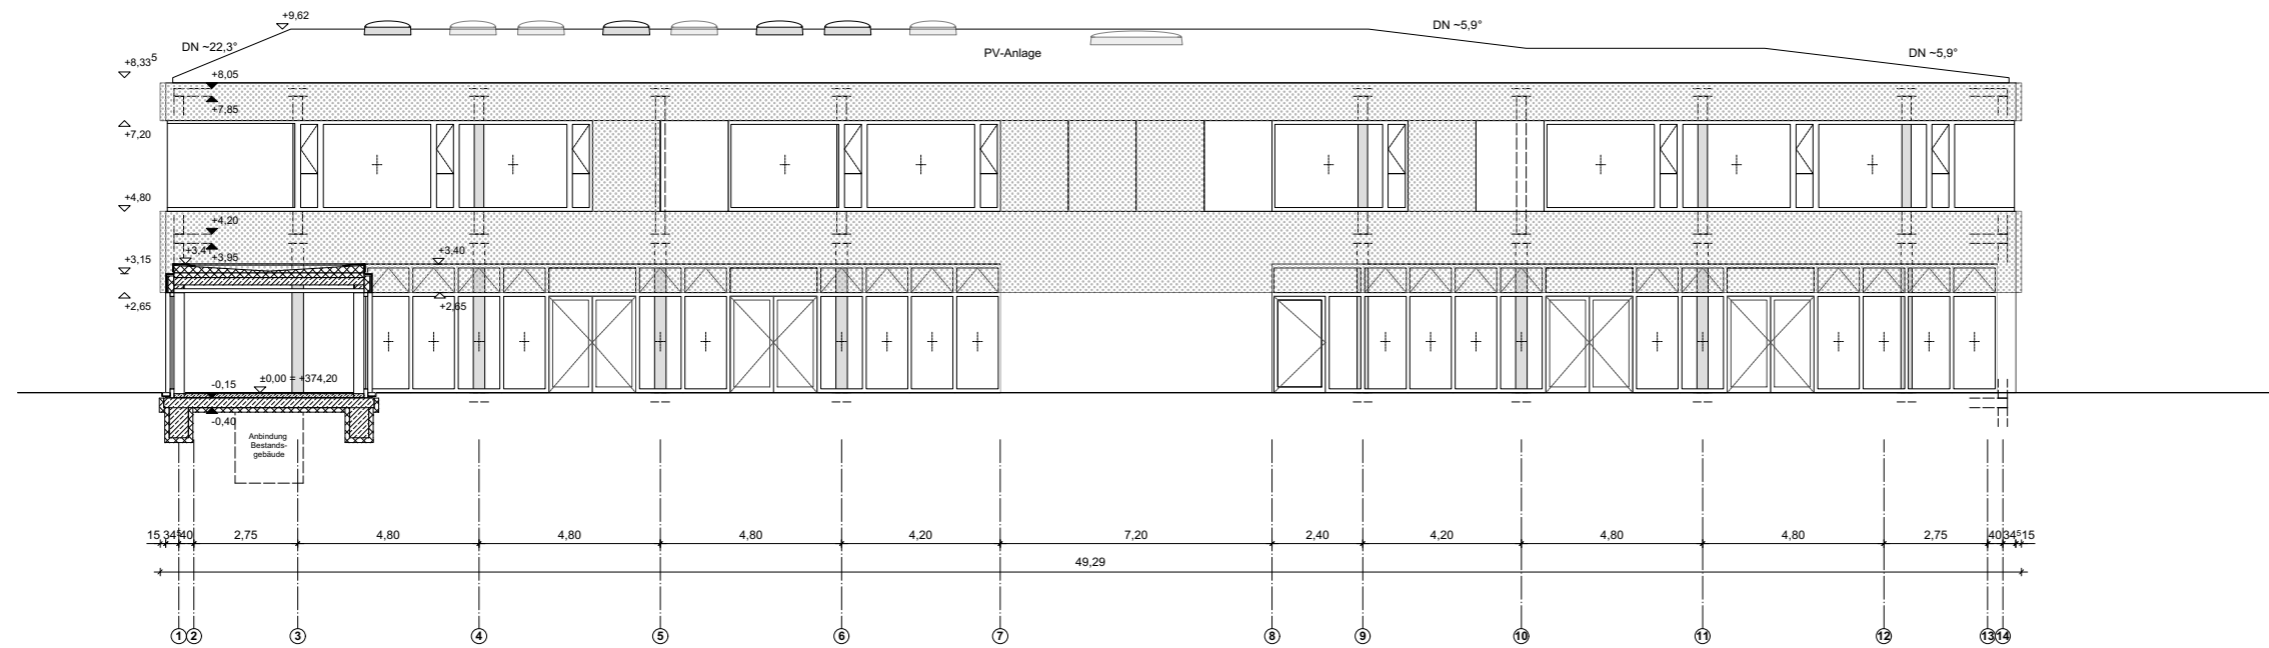 +9,62
DN ~5,9°
DN ~22,3°
PV-Anlage
DN ~5,9°
+8,33⁵
+8,05
+7,85
+7,20
+4,80
+4,20
+3,41
+3,95
+3,40
+3,15
+2,65
+2,65
±0,00 = +374,20
-0,15
-0,40
Anbindung
Bestands-
gebäude
15 34⁵ 40 2,75 4,80 4,80 4,80 4,20 7,20 2,40 4,20 4,80 4,80 2,75 40 34⁵ 15
49,29
1 2 3 4 5 6 7 8 9 10 11 12 13 14